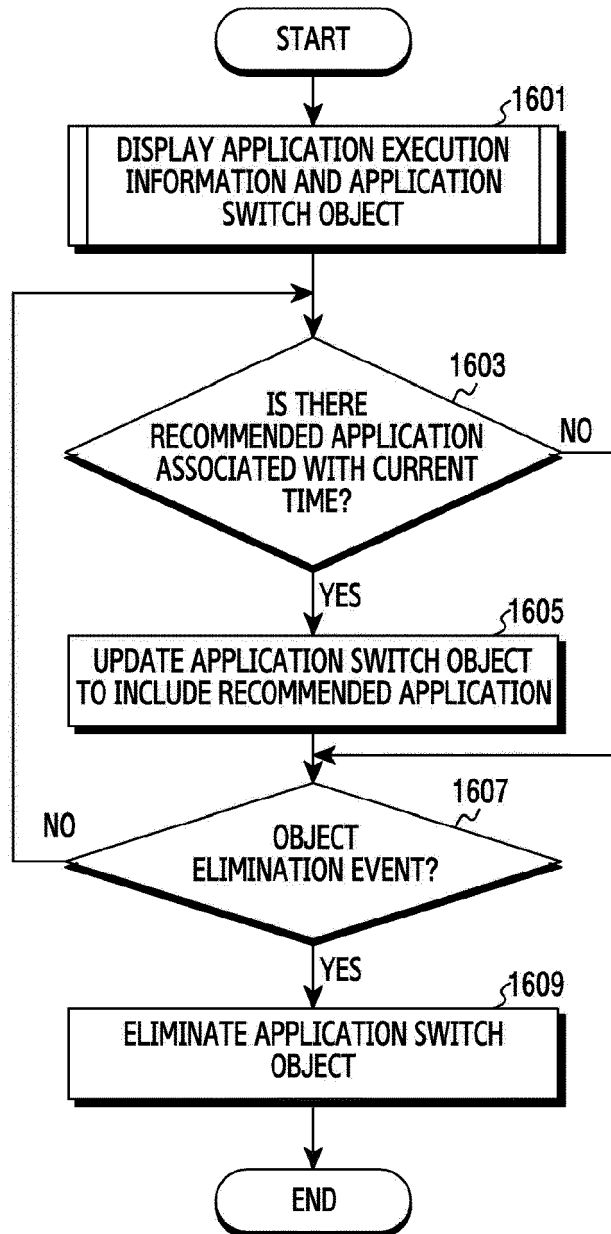 START
1601
DISPLAY APPLICATION EXECUTION
INFORMATION AND APPLICATION
SWITCH OBJECT
1603
IS THERE
RECOMMENDED APPLICATION
ASSOCIATED WITH CURRENT
TIME?
NO
YES
1605
UPDATE APPLICATION SWITCH OBJECT
TO INCLUDE RECOMMENDED APPLICATION
1607
NO
OBJECT
ELIMINATION EVENT?
YES
1609
ELIMINATE APPLICATION SWITCH
OBJECT
END